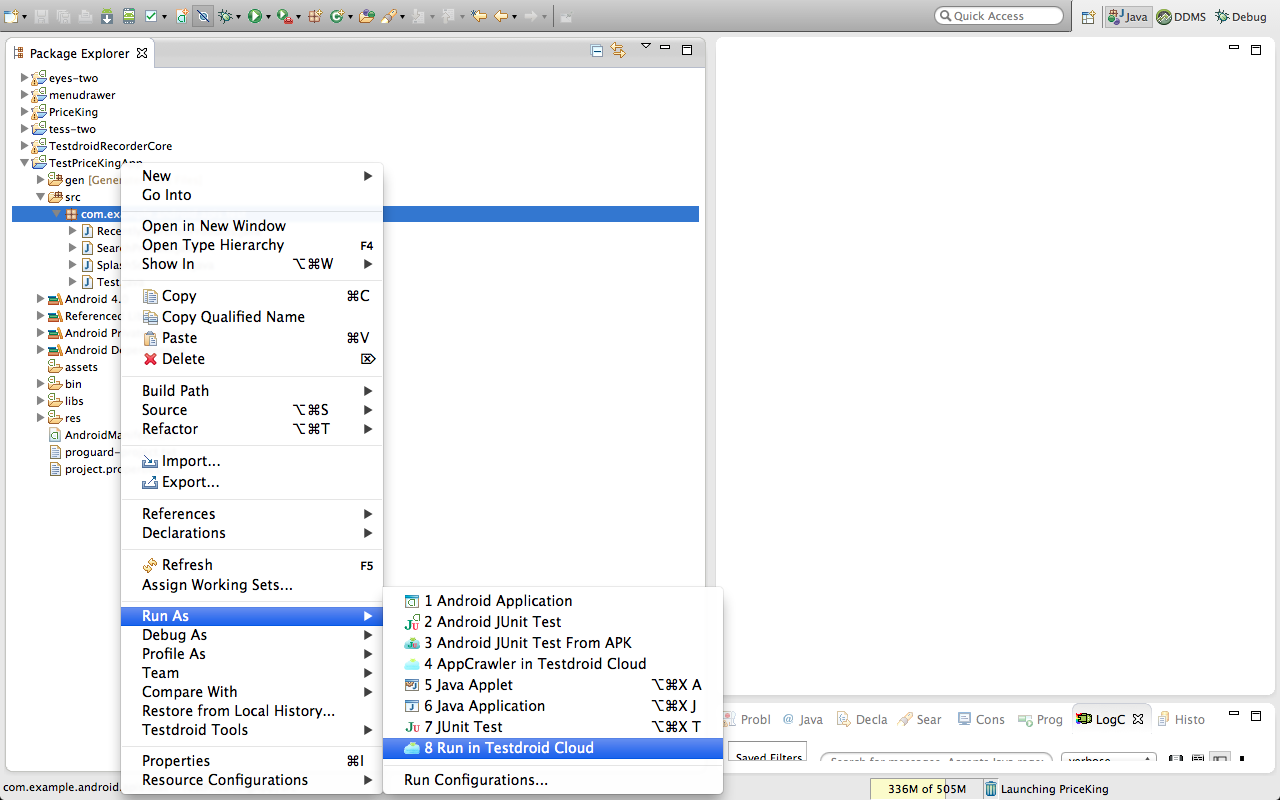 Quick Access
Java
DDMS
Debug
Package Explorer
eyes-two
menudrawer
PriceKing
tess-two
TestdroidRecorderCore
TestPriceKingApp
gen [Gener
src
com.ex
Rece
Sear
Splas
Test
Android 4.
Referenced
Android Pr
Android De
assets
bin
libs
res
AndroidMa
proguard-
project.pro
New
Go Into
Open in New Window
Open Type Hierarchy F4
Show In ⌥⌘W
Copy ⌘C
Copy Qualified Name
Paste ⌘V
Delete ⌦
Build Path
Source ⌥⌘S
Refactor ⌥⌘T
Import...
Export...
References
Declarations
Refresh F5
Assign Working Sets...
Run As
Debug As
Profile As
Team
Compare With
Restore from Local History...
Testdroid Tools
Properties ⌘I
Resource Configurations
1 Android Application
2 Android JUnit Test
3 Android JUnit Test From APK
4 AppCrawler in Testdroid Cloud
5 Java Applet ⌥⌘X A
6 Java Application ⌥⌘X J
7 JUnit Test ⌥⌘X T
8 Run in Testdroid Cloud
Run Configurations...
Probl
@ Java
Decla
Sear
Cons
Prog
LogC
Histo
Saved Filters
Search for messages. Accepts Java rege
verbose
com.example.android.
336M of 505M
Launching PriceKing